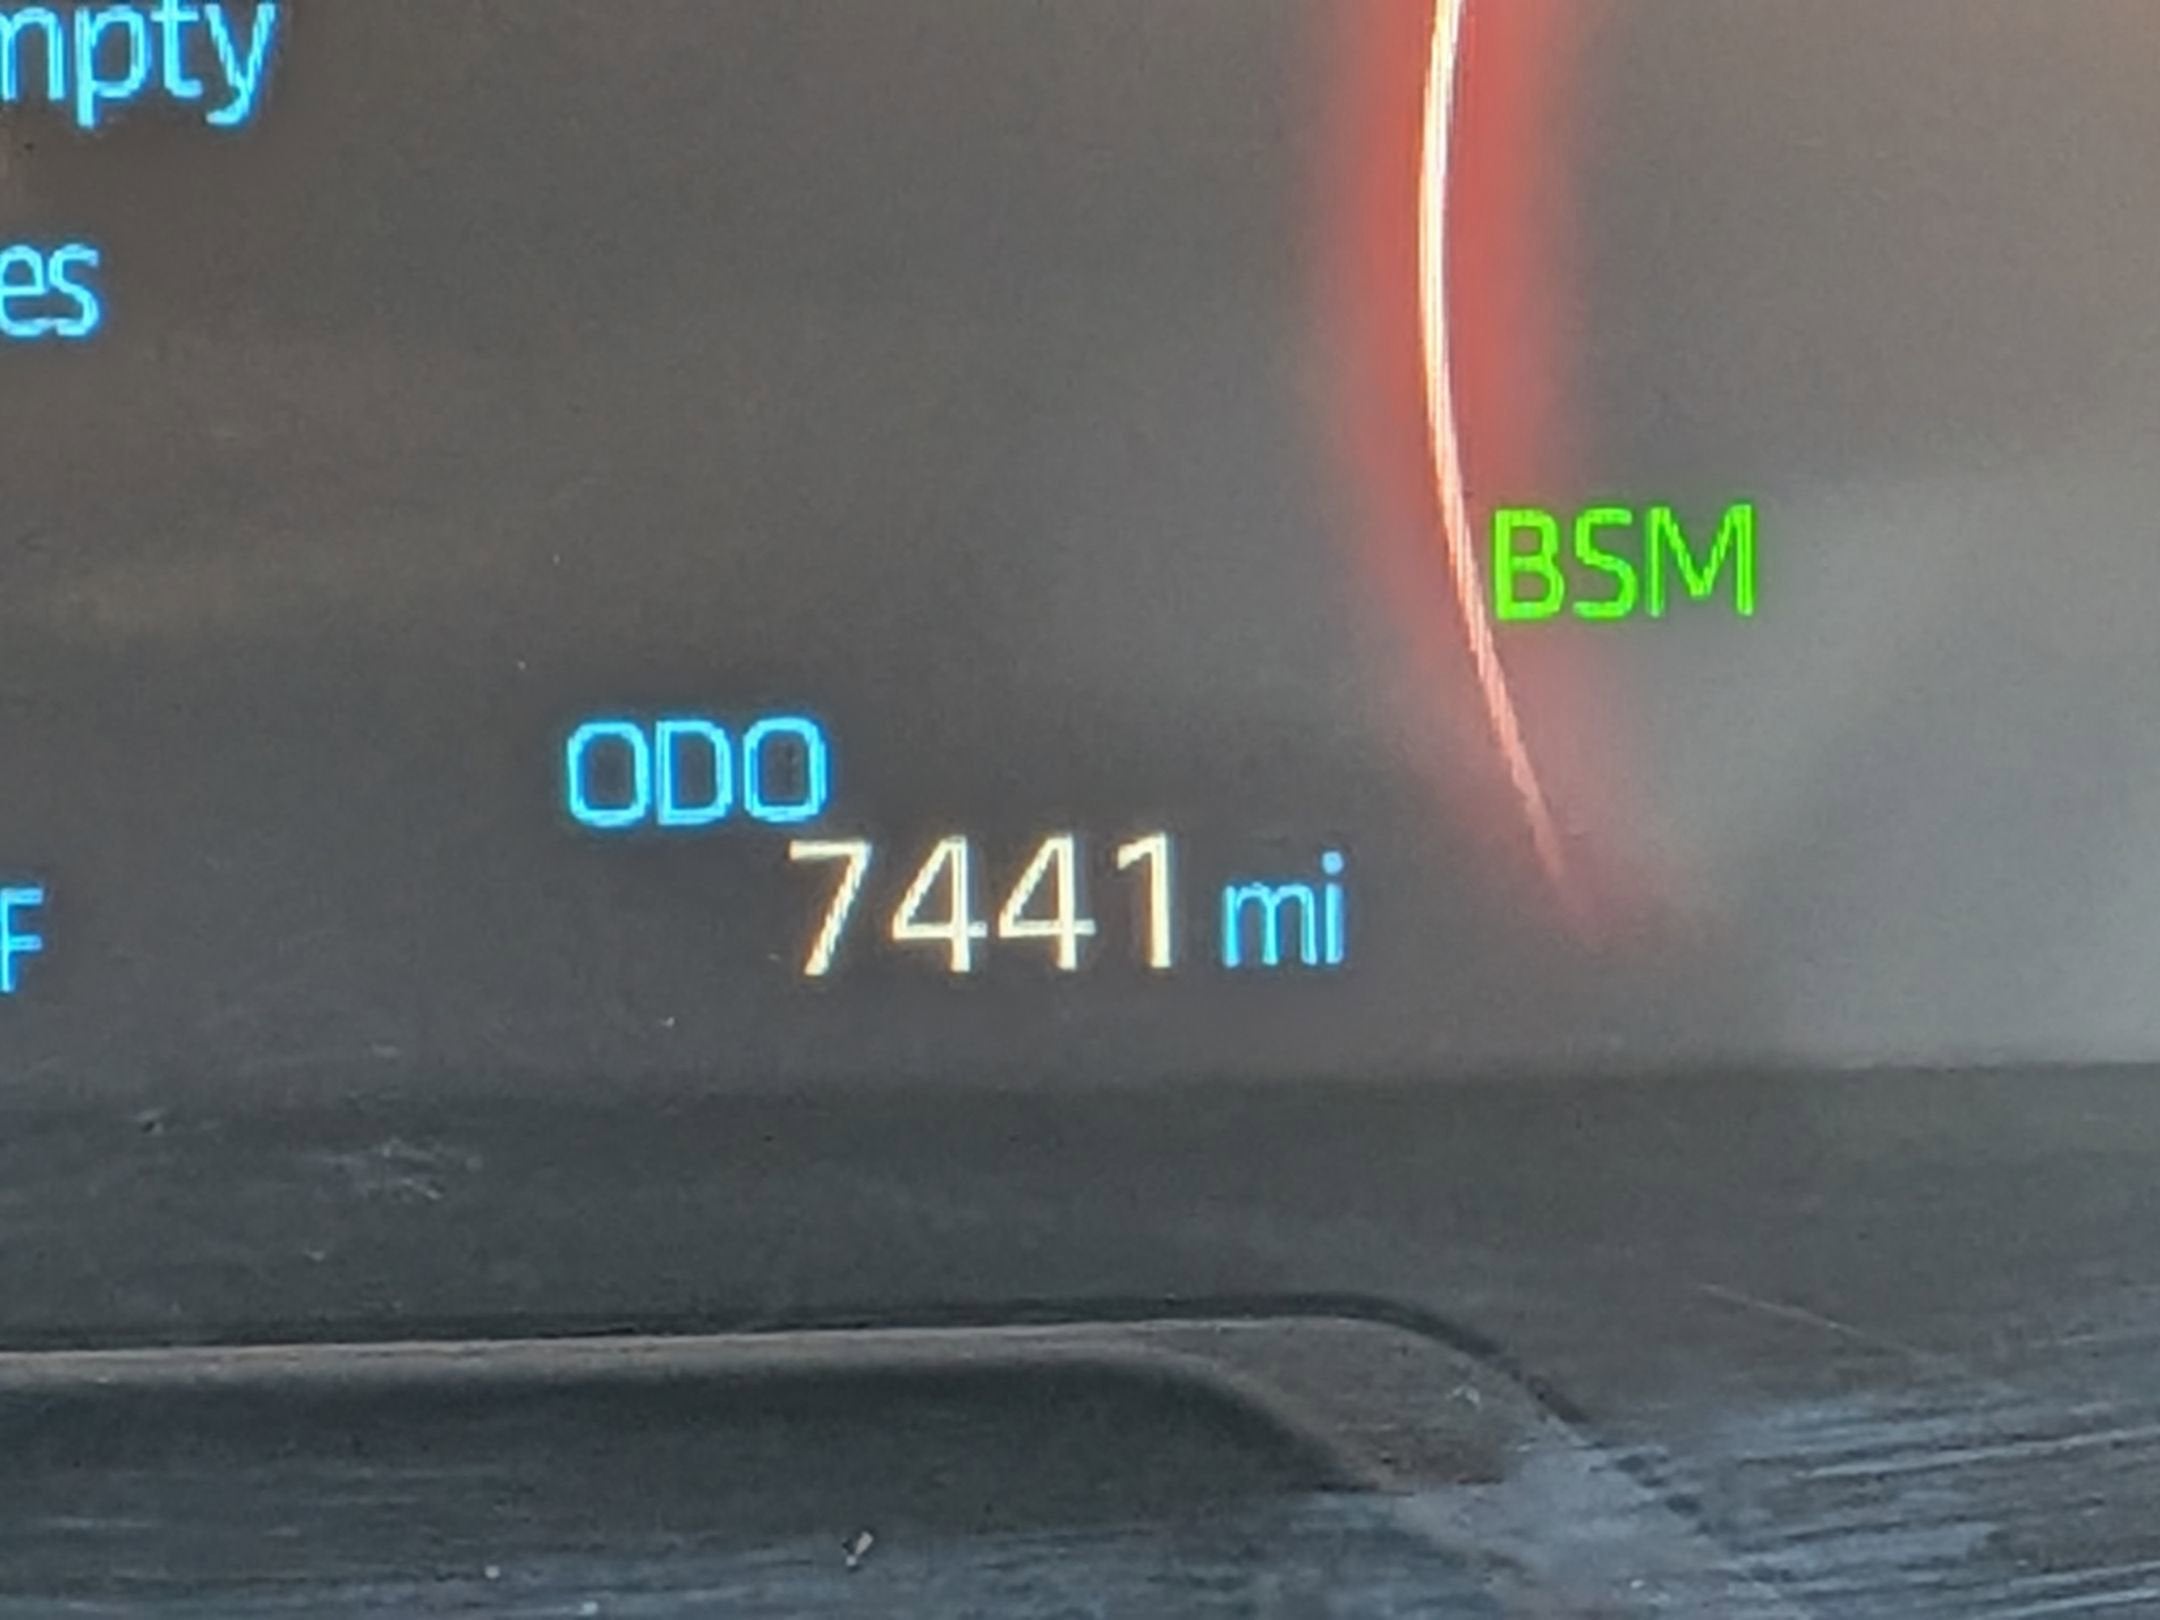 mpty
es
BSM
ODO
7441 mi
F